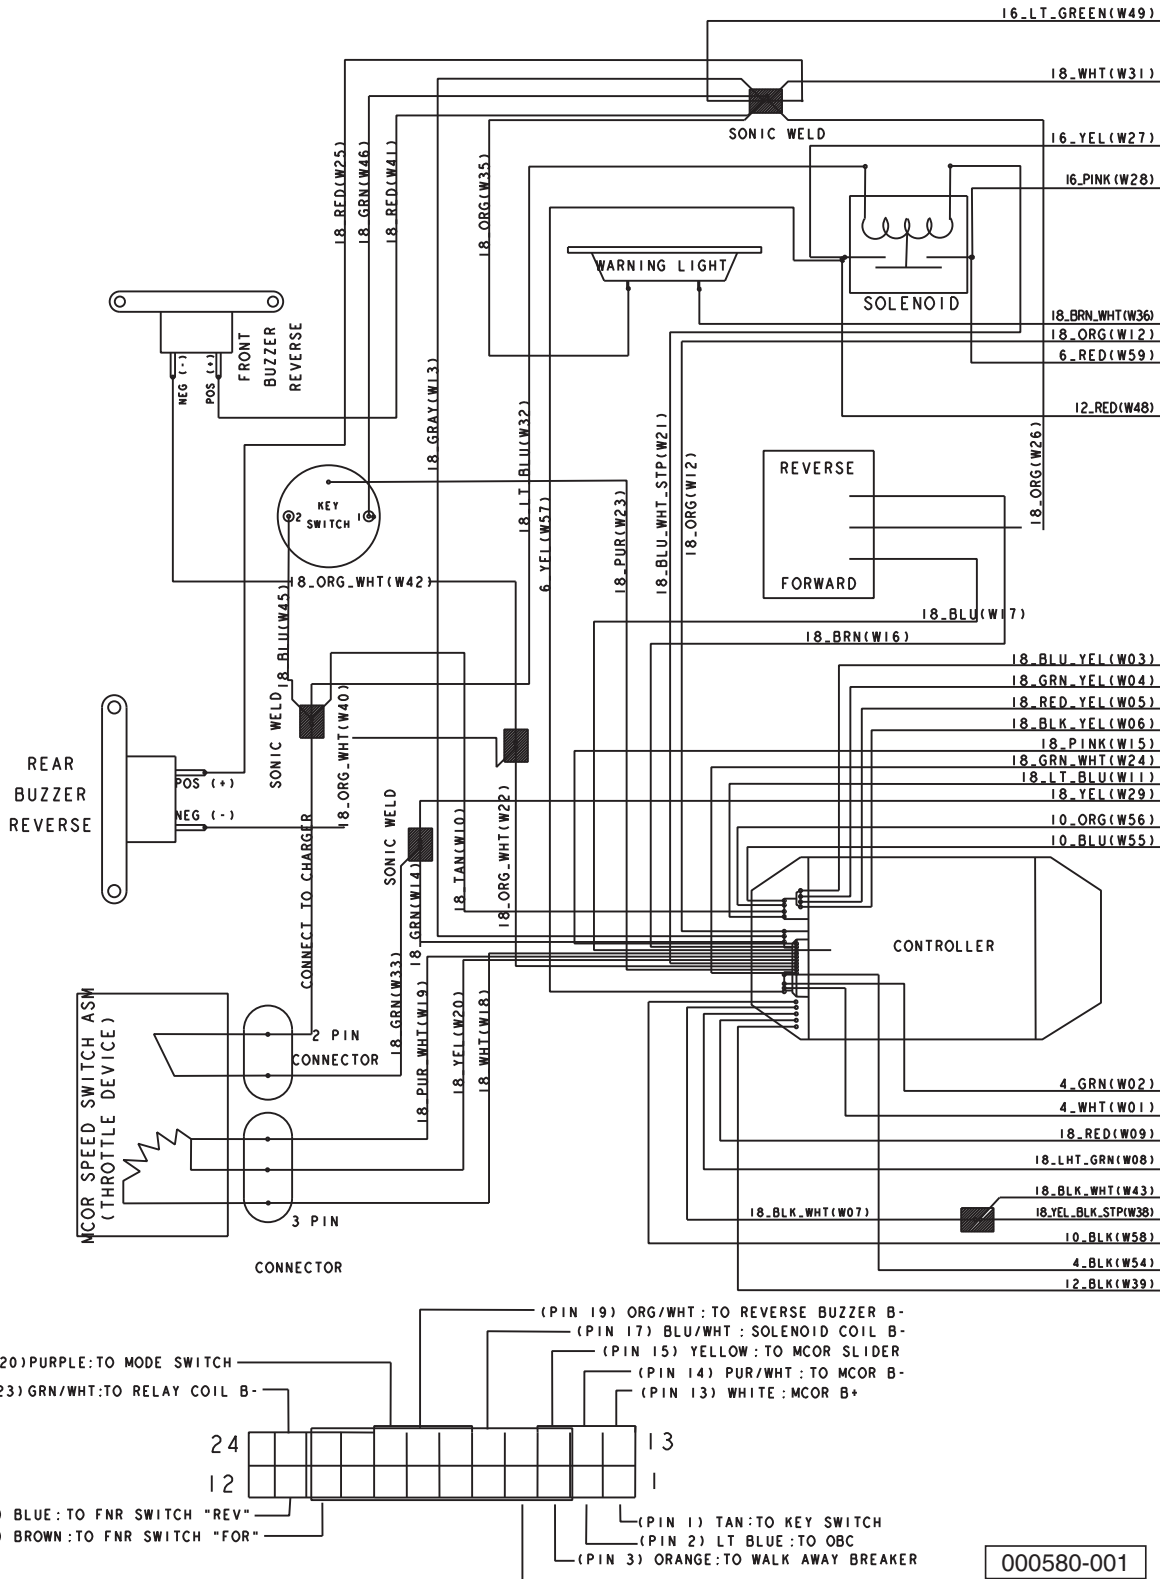 16_LT_GREEN(W49)
18_WHT(W31)
SONIC WELD
16_YEL(W27)
16_PINK(W28)
18_RED(W25)
18_GRN(W46)
18_RED(W41)
18_ORG(W35)
WARNING LIGHT
SOLENOID
18_BRN_WHT(W36)
18_ORG(W12)
6_RED(W59)
12_RED(W48)
FRONT
BUZZER
REVERSE
NEG (-)
POS (+)
18_GRAY(W13)
18_LT_BLU(W32)
6_YEL(W57)
18_PUR(W23)
18_BLU_WHT_STP(W21)
18_ORG(W12)
18_ORG(W26)
REVERSE
FORWARD
KEY
SWITCH
2
1
18_ORG_WHT(W42)
18_BLU(W45)
18_BLU(W17)
18_BRN(W16)
18_BLU_YEL(W03)
18_GRN_YEL(W04)
18_RED_YEL(W05)
18_BLK_YEL(W06)
18_PINK(W15)
18_GRN_WHT(W24)
18_LT_BLU(W11)
18_YEL(W29)
10_ORG(W56)
10_BLU(W55)
SONIC WELD
18_ORG_WHT(W40)
REAR
BUZZER
REVERSE
POS (+)
NEG (-)
CONNECT TO CHARGER
SONIC WELD
18_GRN(W14)
18_TAN(W10)
18_ORG_WHT(W22)
CONTROLLER
18_GRN(W33)
18_PUR_WHT(W19)
18_YEL(W20)
18_WHT(W18)
MCOR SPEED SWITCH ASM
(THROTTLE DEVICE)
2 PIN
CONNECTOR
3 PIN
CONNECTOR
4_GRN(W02)
4_WHT(W01)
18_RED(W09)
18_LHT_GRN(W08)
18_BLK_WHT(W43)
18_BLK_WHT(W07)
18_YEL_BLK_STP(W38)
10_BLK(W58)
4_BLK(W54)
12_BLK(W39)
(PIN 19) ORG/WHT: TO REVERSE BUZZER B-
(PIN 17) BLU/WHT : SOLENOID COIL B-
(PIN 15) YELLOW : TO MCOR SLIDER
(PIN 14) PUR/WHT : TO MCOR B-
(PIN 13) WHITE : MCOR B+
20)PURPLE:TO MODE SWITCH
23)GRN/WHT:TO RELAY COIL B-
24
13
12
1
) BLUE: TO FNR SWITCH "REV"
) BROWN:TO FNR SWITCH "FOR"
(PIN 1) TAN:TO KEY SWITCH
(PIN 2) LT BLUE:TO OBC
(PIN 3) ORANGE:TO WALK AWAY BREAKER
000580-001